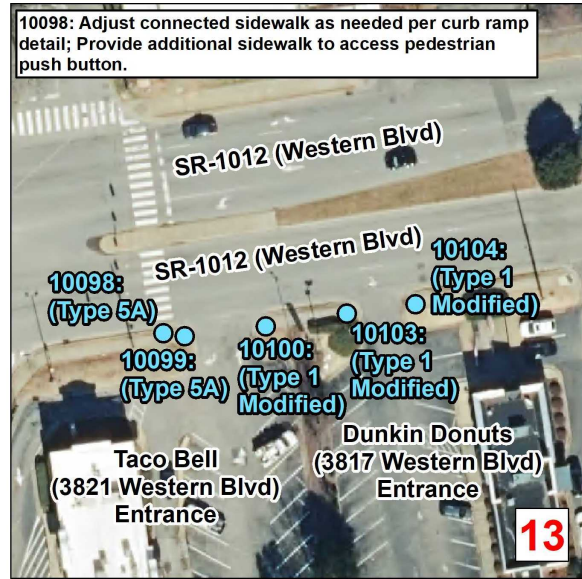 10098: Adjust connected sidewalk as needed per curb ramp
detail; Provide additional sidewalk to access pedestrian
push button.
SR-1012 (Western Blvd)
SR-1012 (Western Blvd)
10098:
(Type 5A)
10099:
(Type 5A)
10100:
(Type 1
Modified)
10103:
(Type 1
Modified)
10104:
(Type 1
Modified)
Taco Bell
(3821 Western Blvd)
Entrance
Dunkin Donuts
(3817 Western Blvd)
Entrance
13